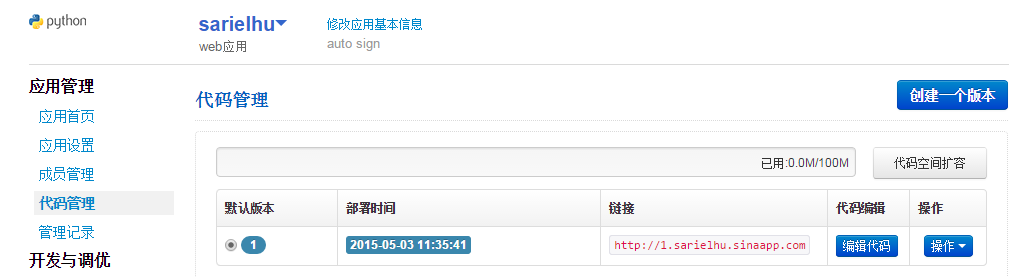 python
sarielhu
修改应用基本信息
web应用
auto sign
应用管理
应用首页
应用设置
成员管理
代码管理
管理记录
开发与调优
代码管理
创建一个版本
已用:0.0M/100M
代码空间扩容
默认版本 部署时间 链接 代码编辑 操作
1 2015-05-03 11:35:41 http://1.sarielhu.sinaapp.com 编辑代码 操作